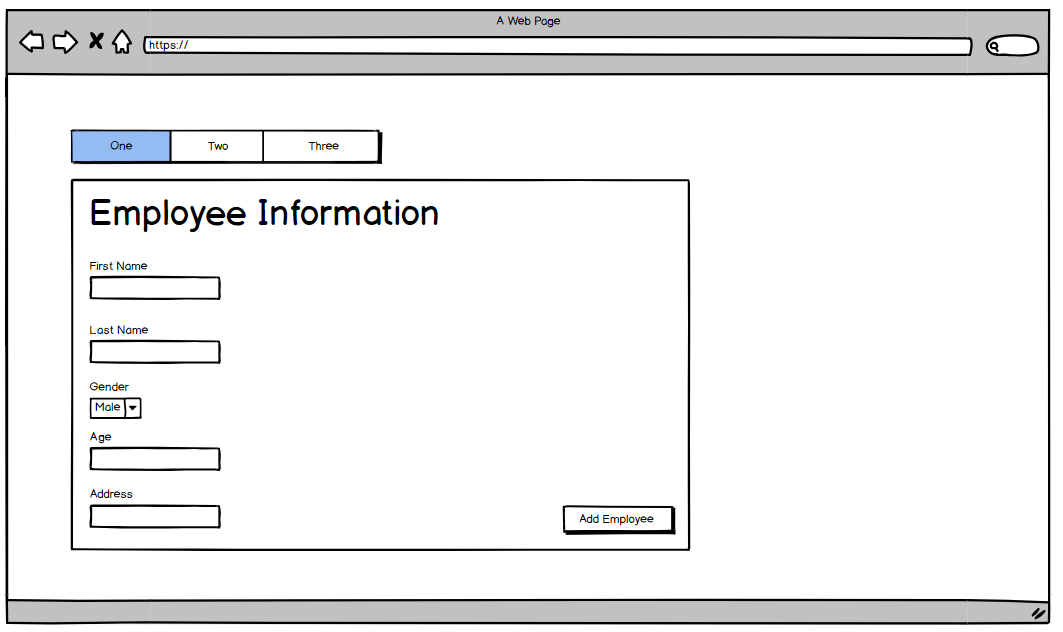 A Web Page
https://
One Two Three
Employee Information
First Name
Last Name
Gender
Male
Age
Address
Add Employee